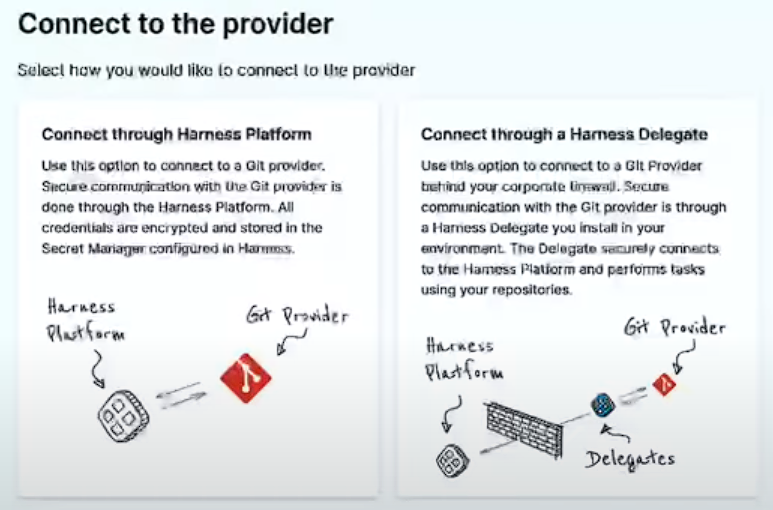 Connect to the provider
Select how you would like to connect to the provider
Connect through Harness Platform
Use this option to connect to a Git provider.
Secure communication with the Git provider is
done through the Harness Platform. All
credentials are encrypted and stored in the
Secret Manager configured in Harness.
Harness
Platform
Git Provider
Connect through a Harness Delegate
Use this option to connect to a Git Provider
behind your corporate firewall. Secure
communication with the Git provider is through
a Harness Delegate you install in your
environment. The Delegate securely connects
to the Harness Platform and performs tasks
using your repositories.
Harness
Platform
Git Provider
Delegates